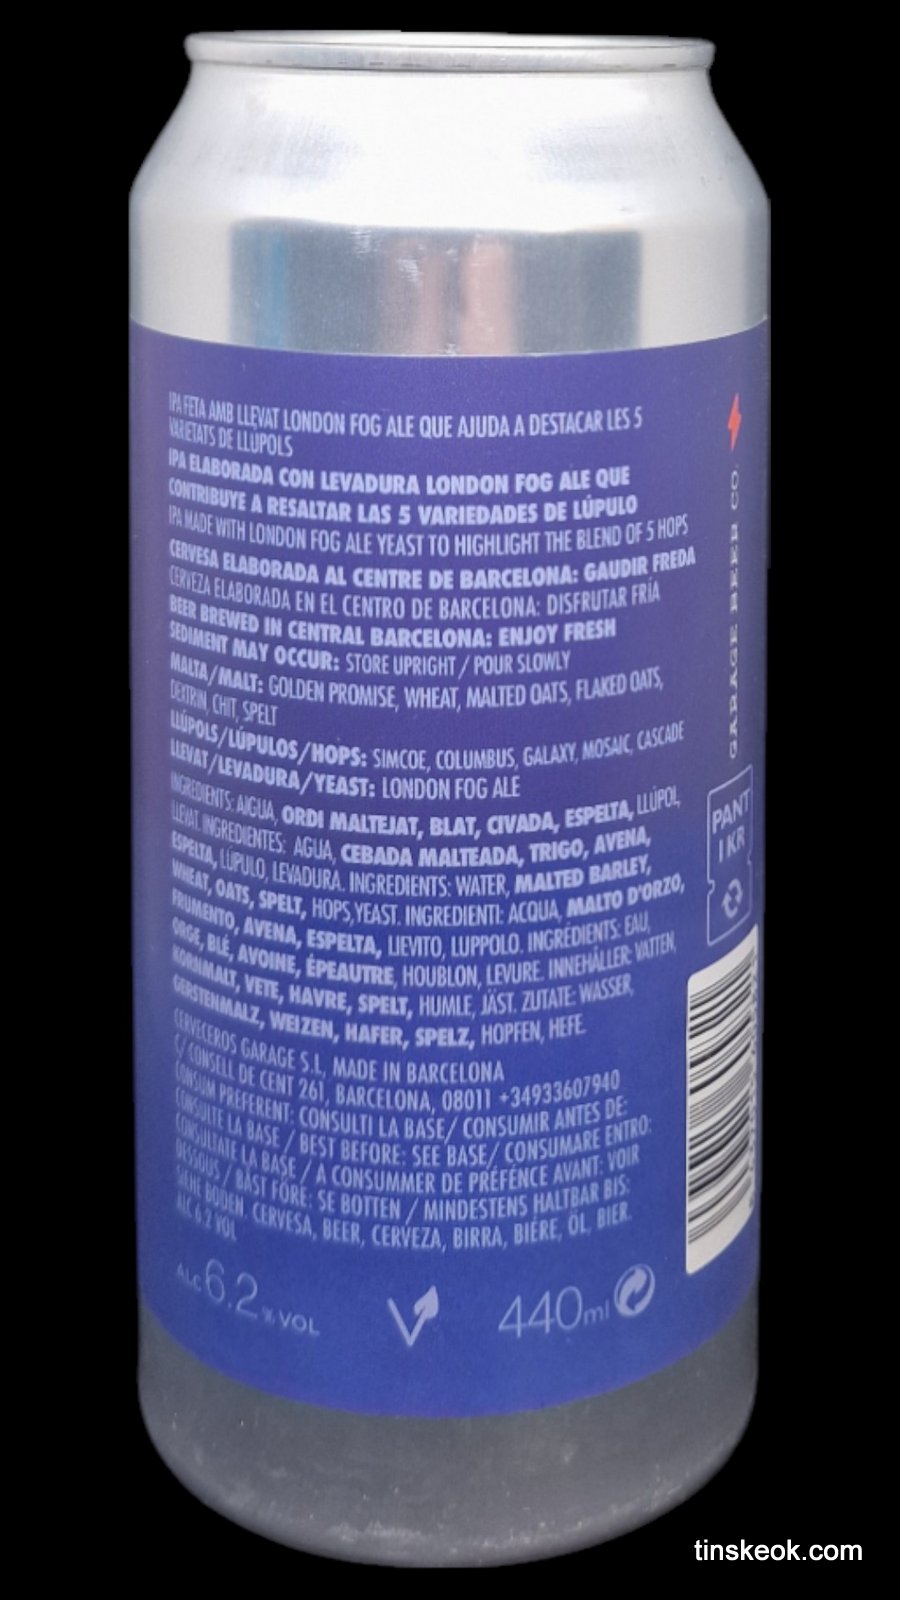 IPA FETA AMB LLEVAT LONDON FOG ALE QUE AJUDA A DESTACAR LES 5
VARIETATS DE LLÚPOLS
IPA ELABORADA CON LEVADURA LONDON FOG ALE QUE
CONTRIBUYE A RESALTAR LAS 5 VARIEDADES DE LÚPULO
IPA MADE WITH LONDON FOG ALE YEAST TO HIGHLIGHT THE BLEND OF 5 HOPS
CERVESA ELABORADA AL CENTRE DE BARCELONA: GAUDIR FREDA
CERVEZA ELABORADA EN EL CENTRO DE BARCELONA: DISFRUTAR FRÍA
BEER BREWED IN CENTRAL BARCELONA: ENJOY FRESH
SEDIMENT MAY OCCUR: STORE UPRIGHT / POUR SLOWLY
MALTA/MALT: GOLDEN PROMISE, WHEAT, MALTED OATS, FLAKED OATS,
DEXTRIN, CHIT, SPELT
LLÚPOLS/LÚPULOS/HOPS: SIMCOE, COLUMBUS, GALAXY, MOSAIC, CASCADE
LLEVAT/LEVADURA/YEAST: LONDON FOG ALE
INGREDIENTS: AIGUA, ORDI MALTEJAT, BLAT, CIVADA, ESPELTA, LLÚPOL,
LLEVAT. INGREDIENTES: AGUA, CEBADA MALTEADA, TRIGO, AVENA,
ESPELTA, LÚPULO, LEVADURA. INGREDIENTS: WATER, MALTED BARLEY,
WHEAT, OATS, SPELT, HOPS,YEAST. INGREDIENTI: ACQUA, MALTO D'ORZO,
FRUMENTO, AVENA, ESPELTA, LIEVITO, LUPPOLO. INGRÉDIENTS: EAU,
ORGE, BLÉ, AVOINE, ÉPEAUTRE, HOUBLON, LEVURE. INNEHÅLLER: VATTEN,
KORNMALT, VETE, HAVRE, SPELT, HUMLE, JÄST. ZUTATE: WASSER,
GERSTENMALZ, WEIZEN, HAFER, SPELZ, HOPFEN, HEFE.
CERVECEROS GARAGE S.L, MADE IN BARCELONA
C/ CONSELL DE CENT 261, BARCELONA, 08011 +34933607940
CONSUM PREFERENT: CONSULTI LA BASE/ CONSUMIR ANTES DE:
CONSULTE LA BASE / BEST BEFORE: SEE BASE/ CONSUMARE ENTRO:
CONSULTATE LA BASE / A CONSUMMER DE PRÉFÉNCE AVANT: VOIR
DESSOUS / BÄST FÖRE: SE BOTTEN / MINDESTENS HALTBAR BIS:
SIEHE BODEN. CERVESA, BEER, CERVEZA, BIRRA, BIÈRE, ÖL, BIER.
ALC 6.2 VOL
ALC 6.2 % VOL
440ml
GARAGE BEER CO.
PANT
1 KR
tinskeok.com